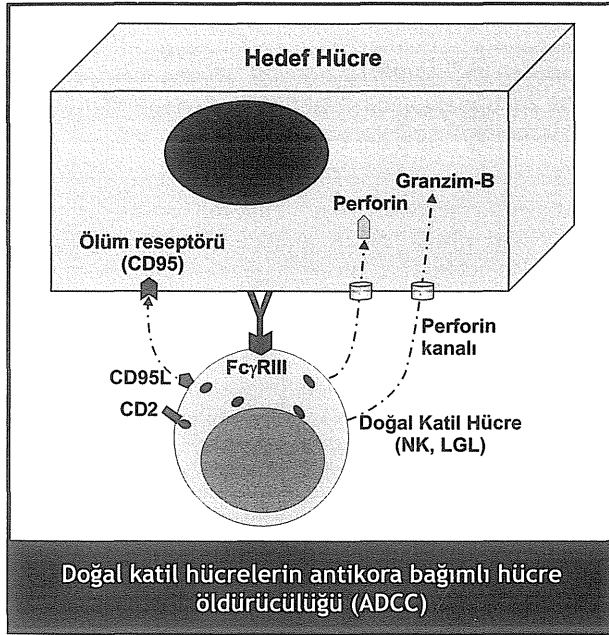 Hedef Hücre
Granzim-B
Perforin
Ölüm reseptörü
(CD95)
Perforin
kanalı
FcγRIII
CD95L
CD2
Doğal Katil Hücre
(NK, LGL)
Doğal katil hücrelerin antikora bağımlı hücre
öldürücülüğü (ADCC)